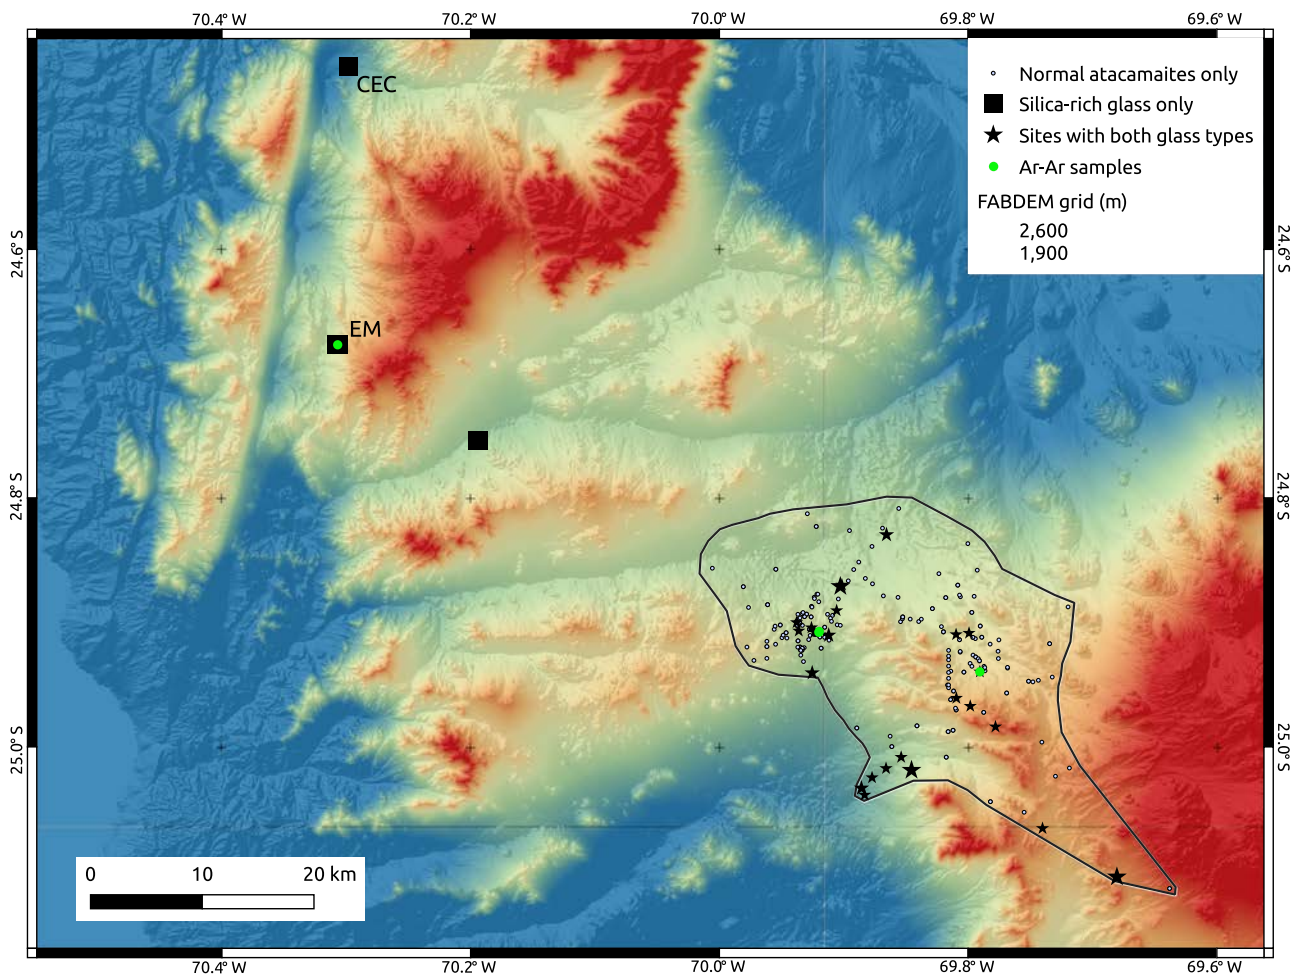 70.4° W 70.2° W 70.0° W 69.8° W 69.6° W
CEC
Normal atacamaites only
Silica-rich glass only
Sites with both glass types
Ar-Ar samples
FABDEM grid (m)
2,600
1,900
24.6° S 24.6° S
EM
24.8° S 24.8° S
25.0° S 25.0° S
0 10 20 km
70.4° W 70.2° W 70.0° W 69.8° W 69.6° W